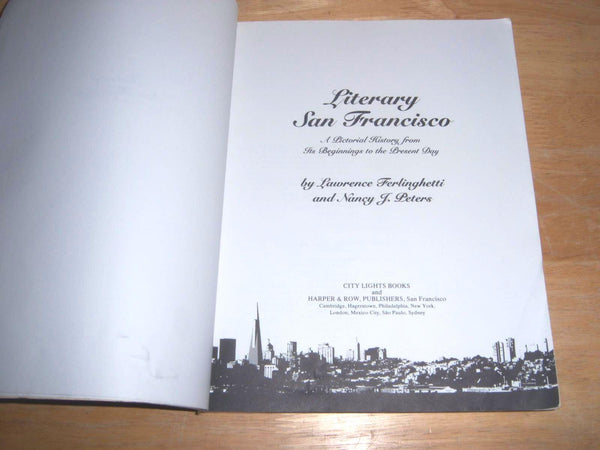 Literary
San Francisco
A Pictorial History from
Its Beginnings to the Present Day
by Lawrence Ferlinghetti
and Nancy J. Peters
CITY LIGHTS BOOKS
and
HARPER & ROW, PUBLISHERS, San Francisco
Cambridge, Hagerstown, Philadelphia, New York,
London, Mexico City, São Paulo, Sydney